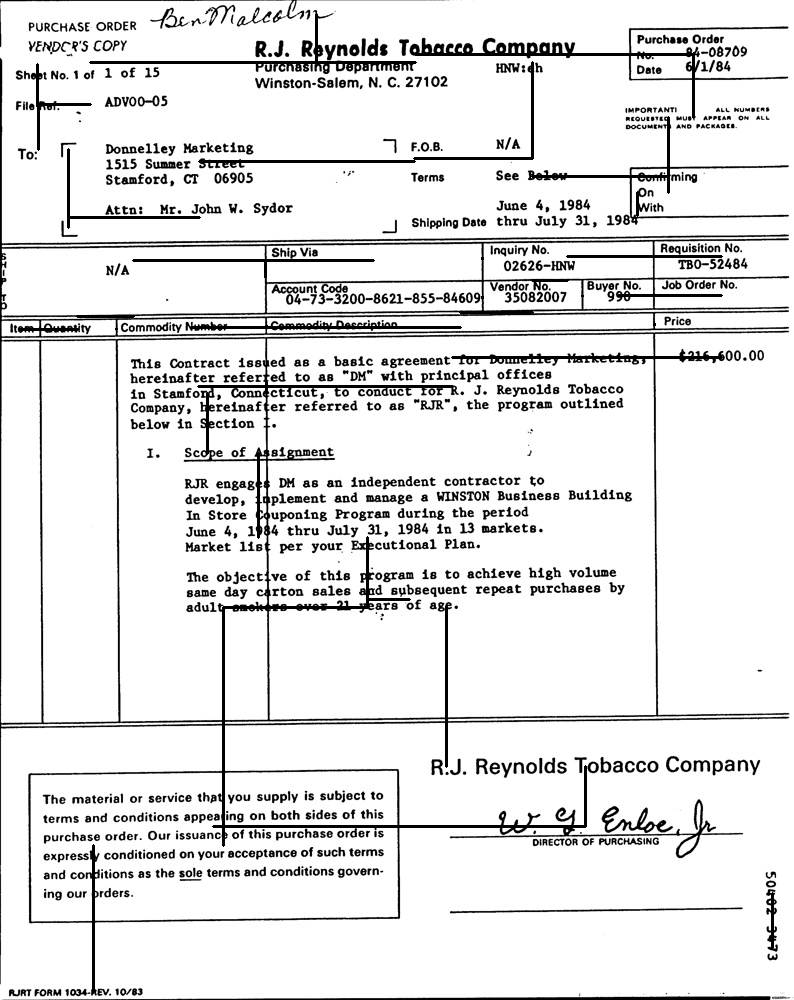 Ben Malcolm
PURCHASE ORDER
VENDOR'S COPY
R.J. Reynolds Tobacco Company
Purchasing Department
Winston-Salem, N. C. 27102
HNW:eh
Purchase Order
No. 84-08709
Date 6/1/84
Sheet No. 1 of 1 of 15
File Ref: ADV00-05
IMPORTANT! ALL NUMBERS
REQUESTED MUST APPEAR ON ALL
DOCUMENTS AND PACKAGES.
To:
Donnelley Marketing
1515 Summer Street
Stamford, CT 06905
Attn: Mr. John W. Sydor
F.O.B. N/A
Terms See Below
Shipping Date June 4, 1984
thru July 31, 1984
Confirming
On
With
SHIP TO
N/A
Ship Via
Inquiry No.
02626-HNW
Requisition No.
TBO-52484
Account Code
04-73-3200-8621-855-84609
Vendor No.
35082007
Buyer No.
990
Job Order No.
Item Quantity Commodity Number Commodity Description Price
This Contract issued as a basic agreement for Donnelley Marketing, $216,600.00
hereinafter referred to as "DM" with principal offices
in Stamford, Connecticut, to conduct for R. J. Reynolds Tobacco
Company, hereinafter referred to as "RJR", the program outlined
below in Section I.
I. Scope of Assignment
RJR engages DM as an independent contractor to
develop, implement and manage a WINSTON Business Building
In Store Couponing Program during the period
June 4, 1984 thru July 31, 1984 in 13 markets.
Market list per your Executional Plan.
The objective of this program is to achieve high volume
same day carton sales and subsequent repeat purchases by
adult smokers over 21 years of age.
The material or service that you supply is subject to
terms and conditions appearing on both sides of this
purchase order. Our issuance of this purchase order is
expressly conditioned on your acceptance of such terms
and conditions as the sole terms and conditions govern-
ing our orders.
R.J. Reynolds Tobacco Company
W. G. Enloe, Jr
DIRECTOR OF PURCHASING
50402 3473
RJRT FORM 1034-REV. 10/83